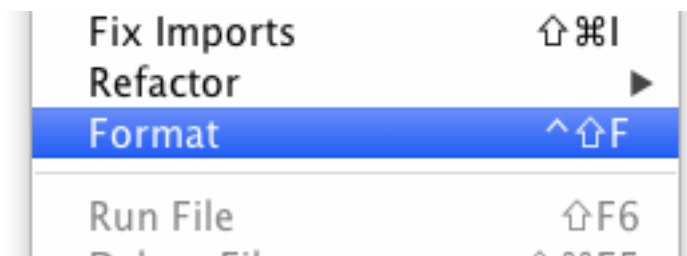 Fix Imports ⇧⌘I
Refactor ▶
Format ^⇧F
Run File ⇧F6